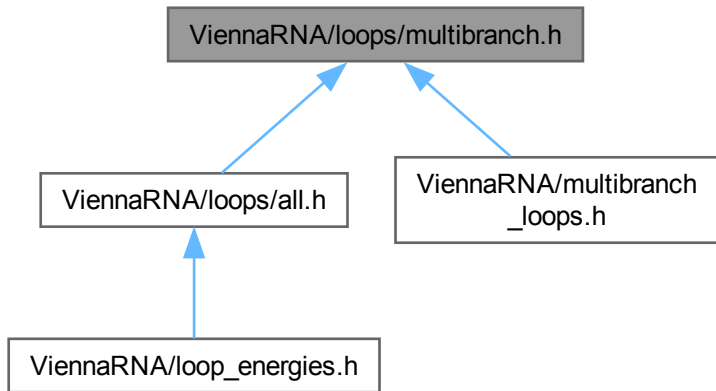 ViennaRNA/loops/multibranch.h
ViennaRNA/loops/all.h
ViennaRNA/multibranch
_loops.h
ViennaRNA/loop_energies.h